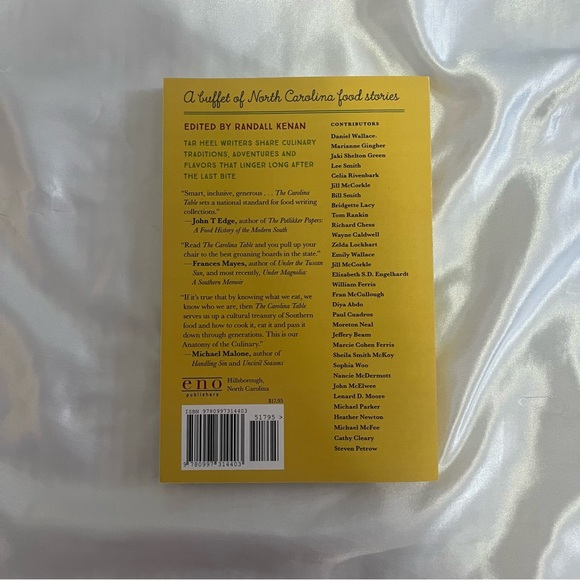 A buffet of North Carolina food stories
EDITED BY RANDALL KENAN
TAR HEEL WRITERS SHARE CULINARY
TRADITIONS, ADVENTURES AND
FLAVORS THAT LINGER LONG AFTER
THE LAST BITE
"Smart, inclusive, generous . . . The Carolina
Table sets a national standard for food writing
collections."
—John T Edge, author of The Potlikker Papers:
A Food History of the Modern South
"Read The Carolina Table and you pull up your
chair to the best groaning boards in the state."
—Frances Mayes, author of Under the Tuscan
Sun, and most recently, Under Magnolia:
A Southern Memoir
"If it's true that by knowing what we eat, we
know who we are, then The Carolina Table
serves us up a cultural treasury of Southern
food and how to cook it, eat it and pass it
down through generations. This is our
Anatomy of the Culinary."
—Michael Malone, author of
Handling Sin and Uncivil Seasons
eno
publishers
Hillsborough,
North Carolina
$17.95
ISBN 9780997314403
51795 >
9 780997 314403
CONTRIBUTORS
Daniel Wallace
Marianne Gingher
Jaki Shelton Green
Lee Smith
Celia Rivenbark
Jill McCorkle
Bill Smith
Bridgette Lacy
Tom Rankin
Richard Chess
Wayne Caldwell
Zelda Lockhart
Emily Wallace
Jill McCorkle
Elizabeth S.D. Engelhardt
William Ferris
Fran McCullough
Diya Abdo
Paul Cuadros
Moreton Neal
Jeffery Beam
Marcie Cohen Ferris
Sheila Smith McKoy
Sophia Woo
Nancie McDermott
John McElwee
Lenard D. Moore
Michael Parker
Heather Newton
Michael McFee
Cathy Cleary
Steven Petrow